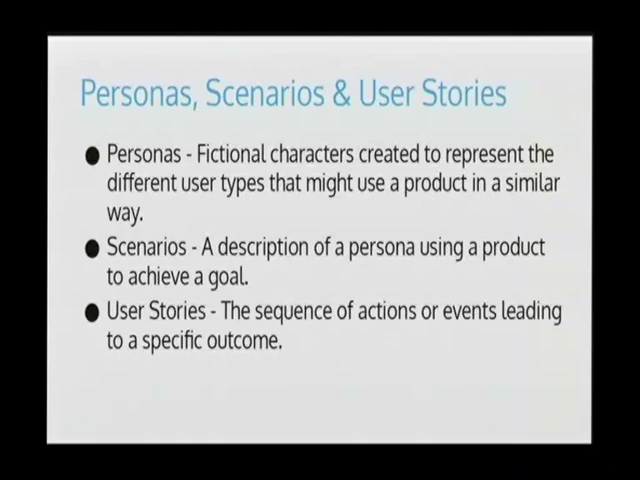 Personas, Scenarios & User Stories
● Personas - Fictional characters created to represent the
different user types that might use a product in a similar
way.
● Scenarios - A description of a persona using a product
to achieve a goal.
● User Stories - The sequence of actions or events leading
to a specific outcome.